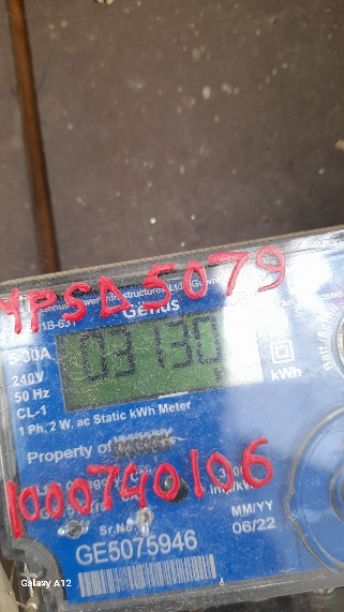 YPSD5079
Genus
5-30A
03130
240V
50 Hz
kWh
CL-1
1 Ph, 2 W, ac Static kWh Meter
Property of
1000740106
MM/YY
06/22
Sr.No.
GE5075946
Galaxy A12